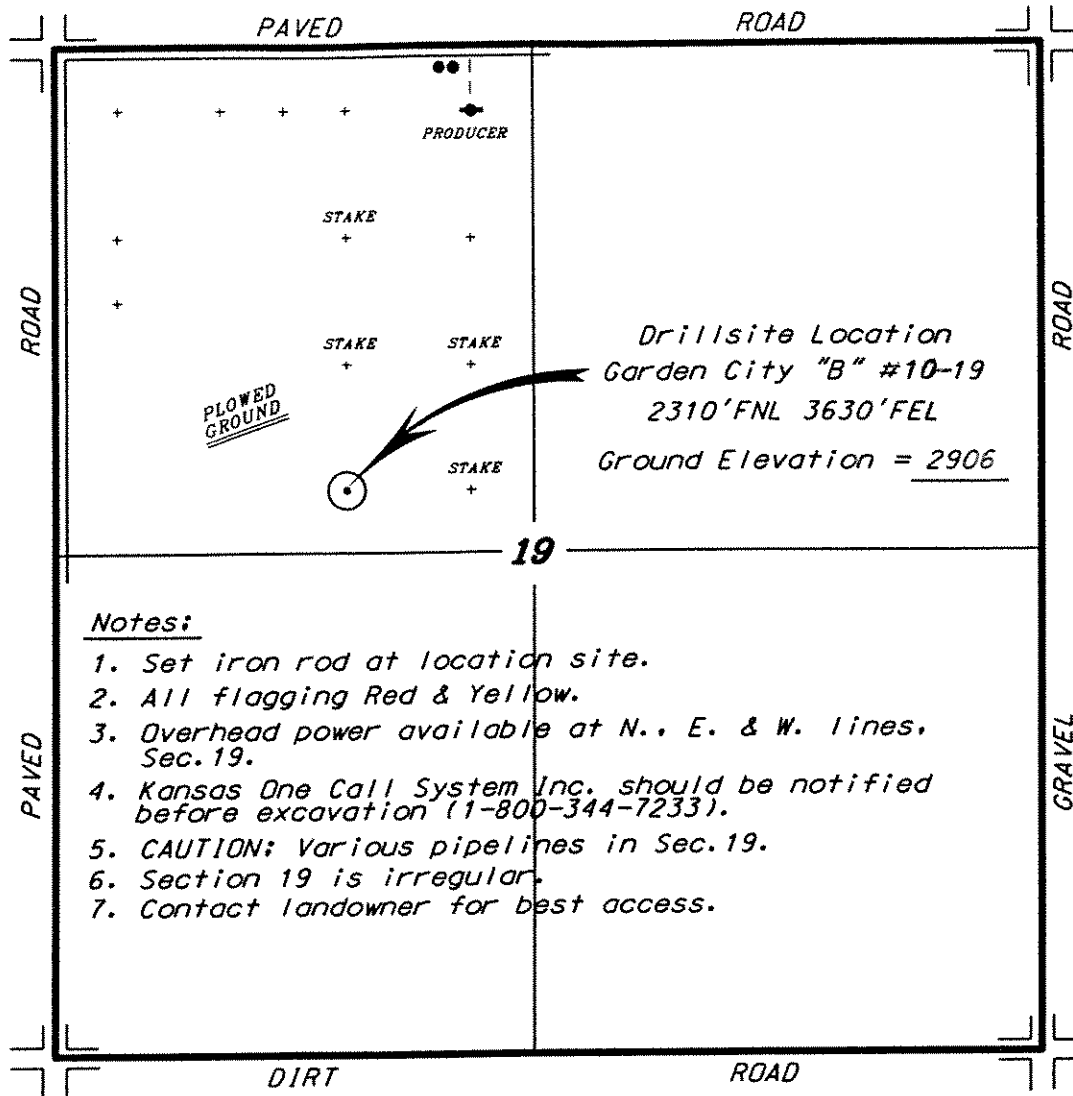 PAVED ROAD
PRODUCER
STAKE
ROAD
ROAD
STAKE STAKE
Drillsite Location
Garden City "B" #10-19
2310'FNL 3630'FEL
Ground Elevation = 2906
PLOWED
GROUND
STAKE
19
Notes:
1. Set iron rod at location site.
2. All flagging Red & Yellow.
3. Overhead power available at N., E. & W. lines,
Sec.19.
4. Kansas One Call System Inc. should be notified
before excavation (1-800-344-7233).
5. CAUTION: Various pipelines in Sec.19.
6. Section 19 is irregular.
7. Contact landowner for best access.
PAVED
GRAVEL
DIRT ROAD